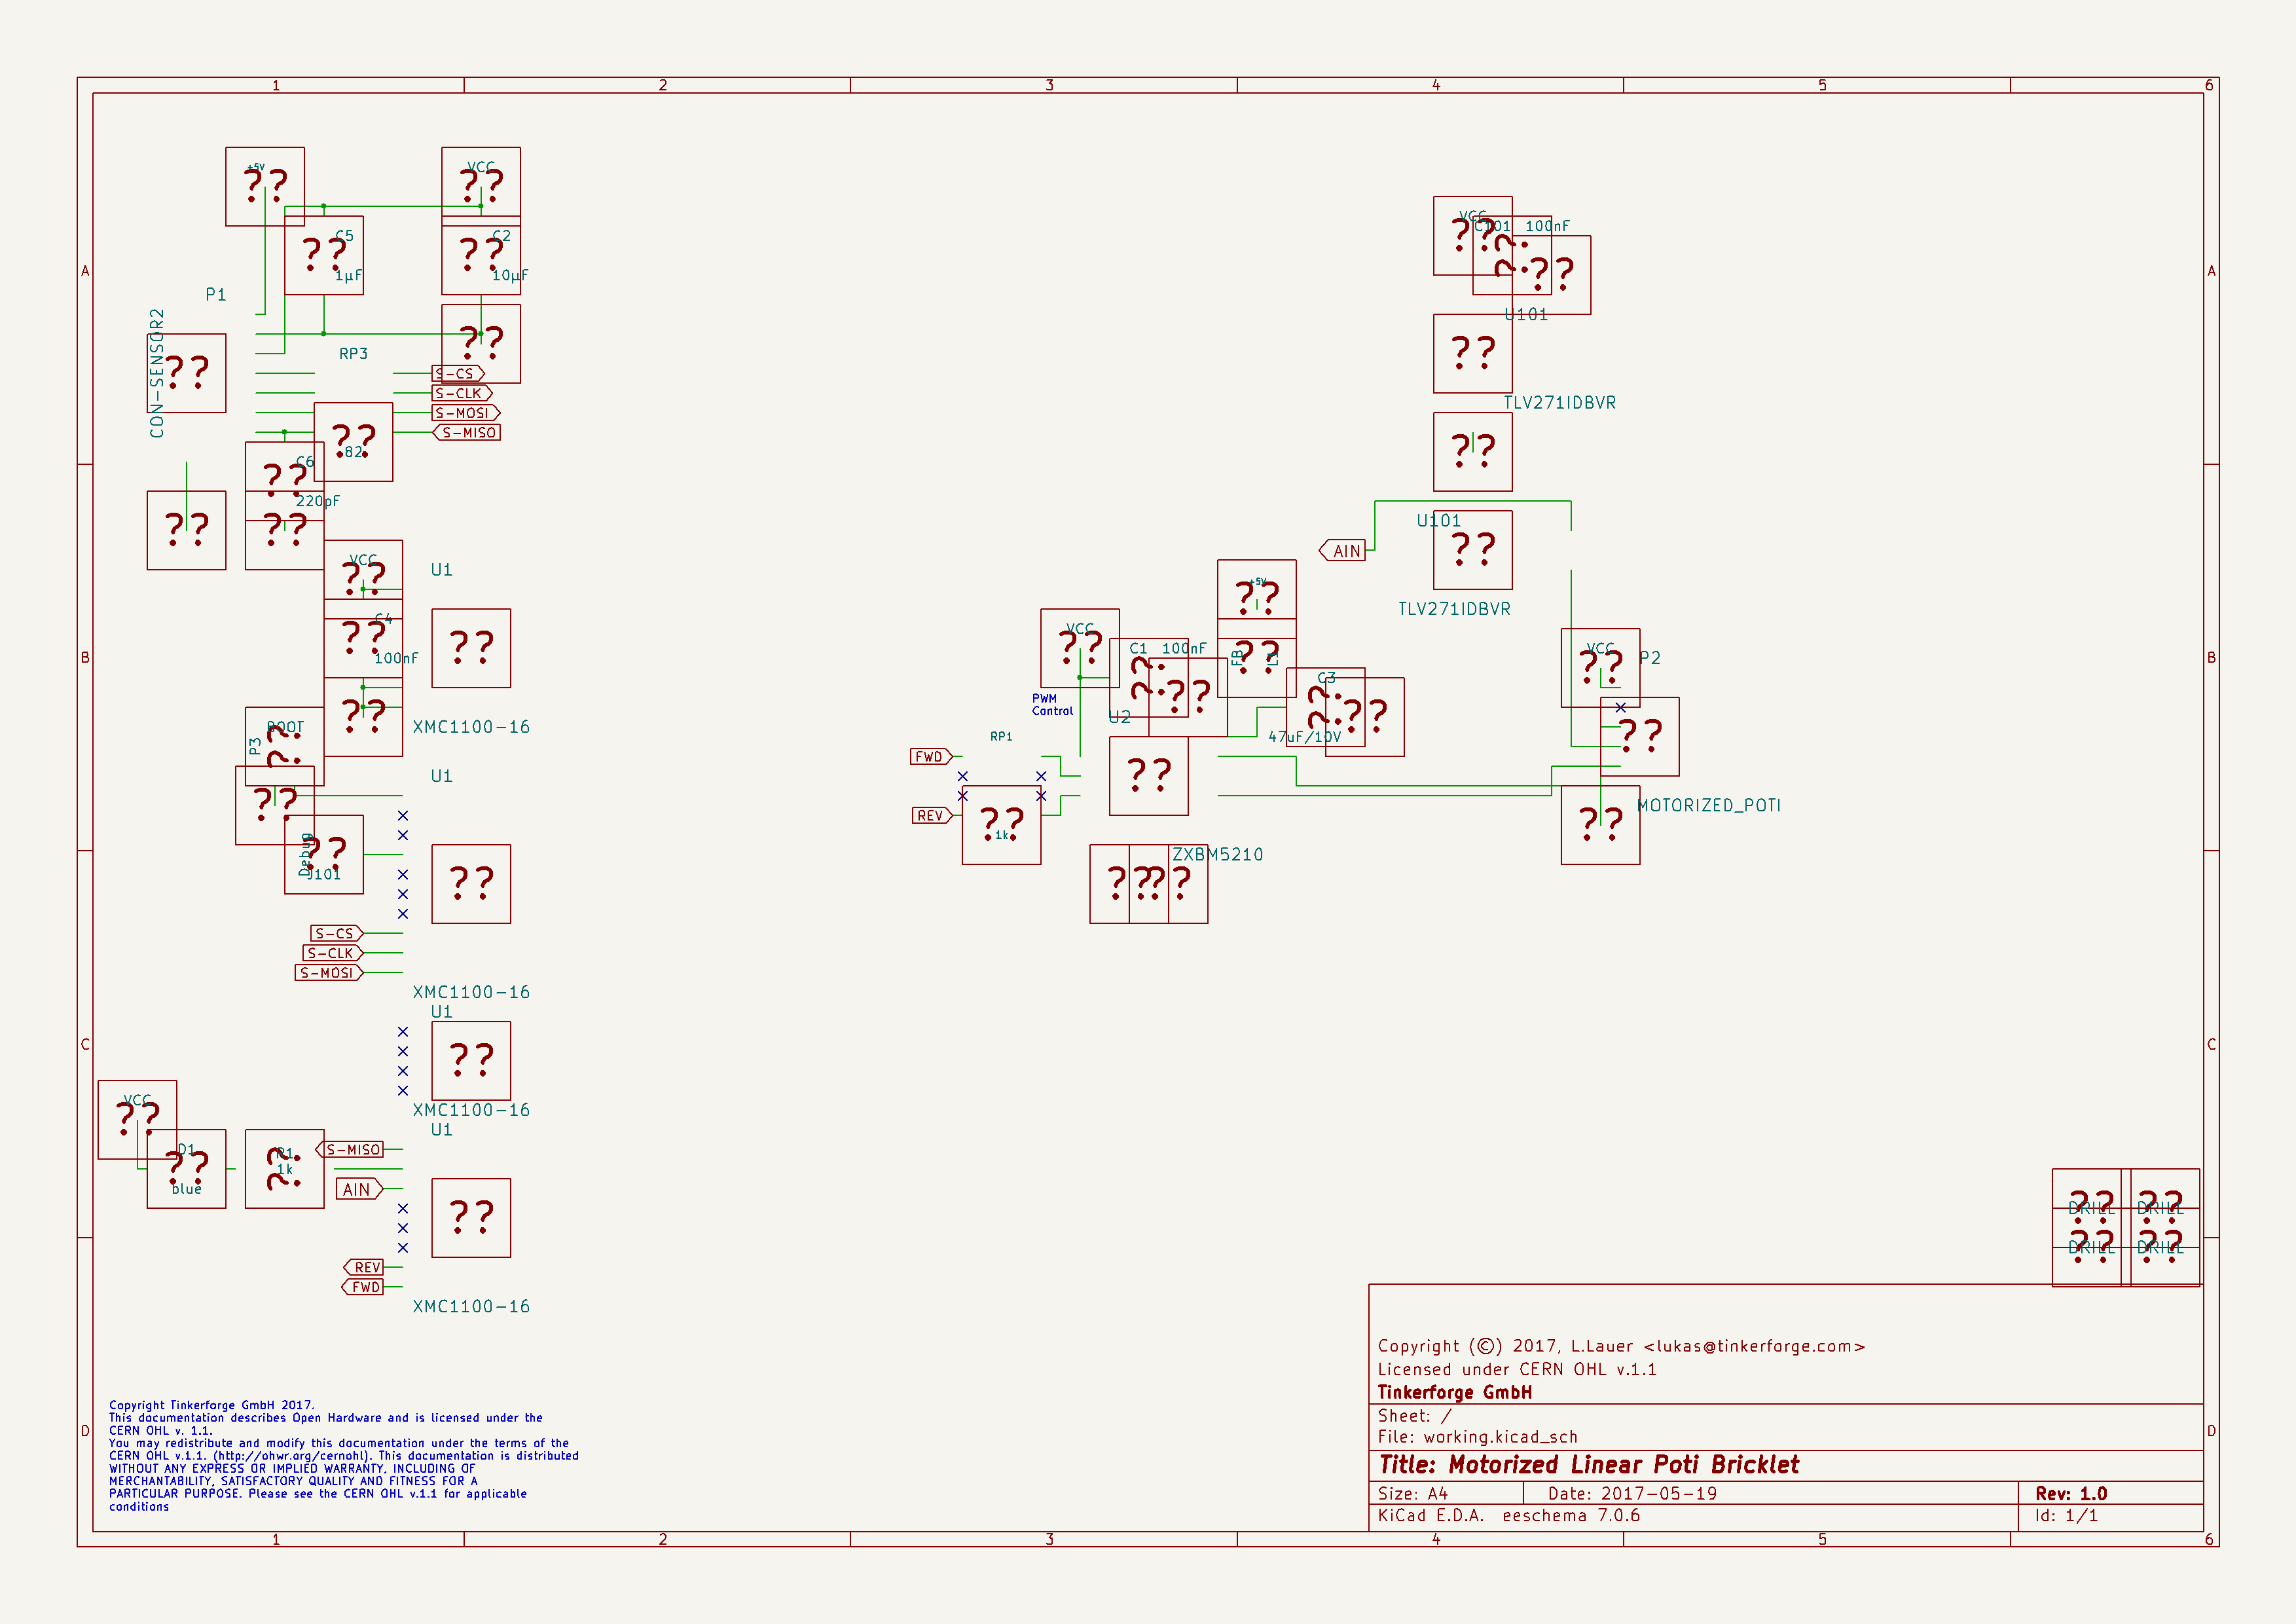 1 2 3 4 5 6
A
B
C
D
A
B
C
D
1 2 3 4 5 6
+5V
??
VCC
??
C5
??
1µF
C2
??
10µF
P1
CON-SENSOR2
??
??
RP3
??
82
S-CS
S-CLK
S-MOSI
S-MISO
C6
??
220pF
??
??
VCC
??
C4
??
100nF
??
U1
??
XMC1100-16
BOOT
P3
??
??
Debug
??
J101
U1
??
XMC1100-16
S-CS
S-CLK
S-MOSI
U1
??
XMC1100-16
VCC
??
D1
??
blue
R1
??
1k
U1
S-MISO
AIN
??
REV
FWD
XMC1100-16
VCC
??
C101 100nF
??
??
U101
??
TLV271IDBVR
??
AIN
U101
??
TLV271IDBVR
+5V
??
FB
L1
??
VCC
??
C1 100nF
??
??
PWM
Control
U2
??
ZXBM5210
C3
??
??
47uF/10V
RP1
FWD
REV
??
1k
??
??
VCC
??
P2
??
MOTORIZED_POTI
??
??
DRILL
??
DRILL
??
DRILL
??
DRILL
Copyright Tinkerforge GmbH 2017.
This documentation describes Open Hardware and is licensed under the
CERN OHL v. 1.1.
You may redistribute and modify this documentation under the terms of the
CERN OHL v.1.1. (http://ohwr.org/cernohl). This documentation is distributed
WITHOUT ANY EXPRESS OR IMPLIED WARRANTY, INCLUDING OF
MERCHANTABILITY, SATISFACTORY QUALITY AND FITNESS FOR A
PARTICULAR PURPOSE. Please see the CERN OHL v.1.1 for applicable
conditions
Copyright (©) 2017, L.Lauer <lukas@tinkerforge.com>
Licensed under CERN OHL v.1.1
Tinkerforge GmbH
Sheet: /
File: working.kicad_sch
Title: Motorized Linear Poti Bricklet
Size: A4 Date: 2017-05-19 Rev: 1.0
KiCad E.D.A. eeschema 7.0.6 Id: 1/1